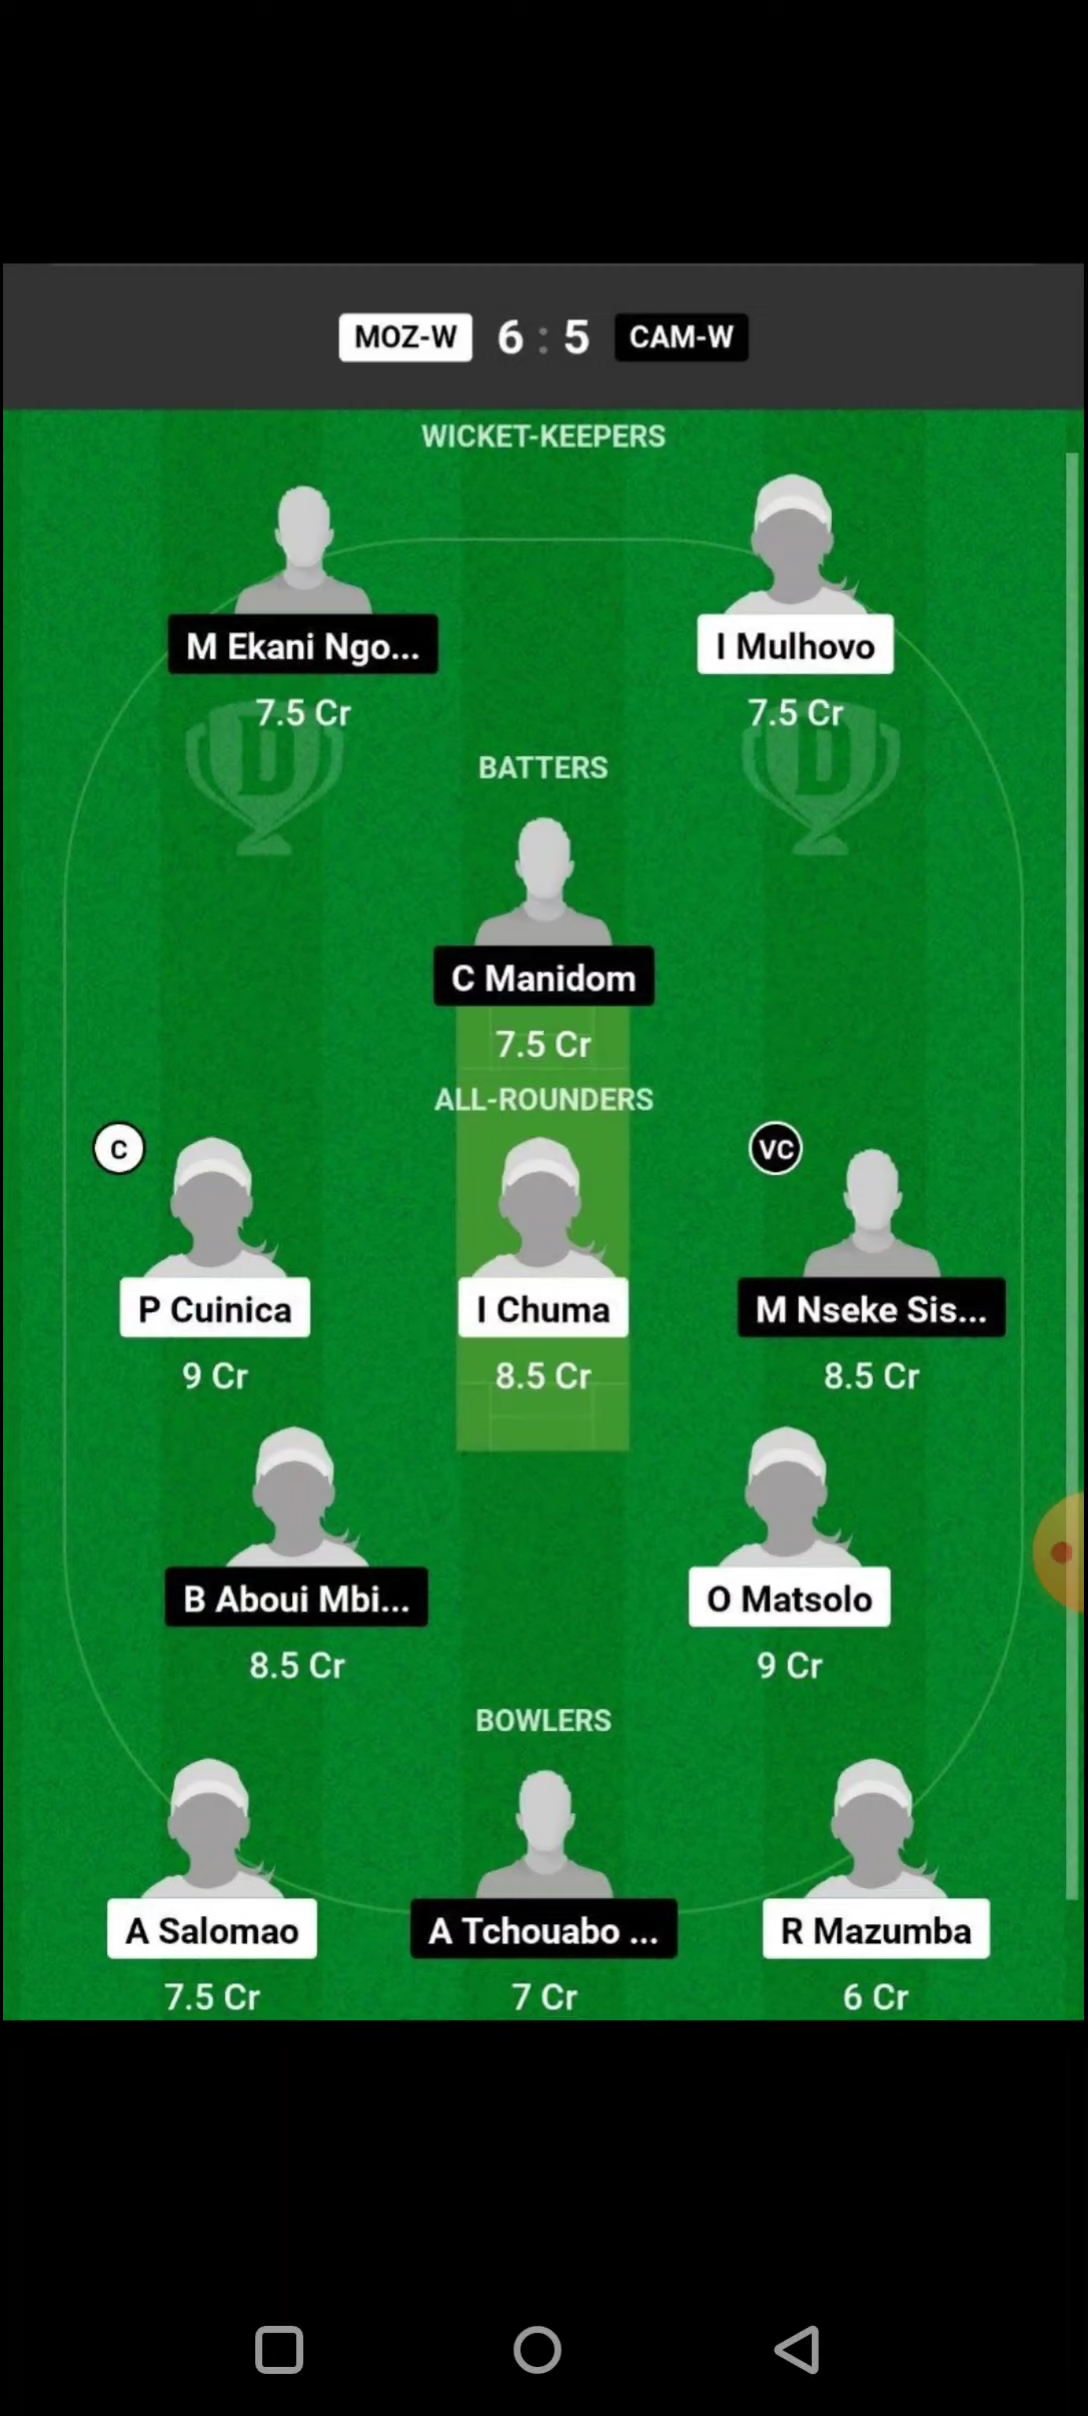 MOZ-W 6 : 5 CAM-W
WICKET-KEEPERS
M Ekani Ngo... I Mulhovo
7.5 Cr 7.5 Cr
BATTERS
C Manidom
7.5 Cr
ALL-ROUNDERS
C VC
P Cuinica I Chuma M Nseke Sis...
9 Cr 8.5 Cr 8.5 Cr
B Aboui Mbi... O Matsolo
8.5 Cr 9 Cr
BOWLERS
A Salomao A Tchouabo ... R Mazumba
7.5 Cr 7 Cr 6 Cr